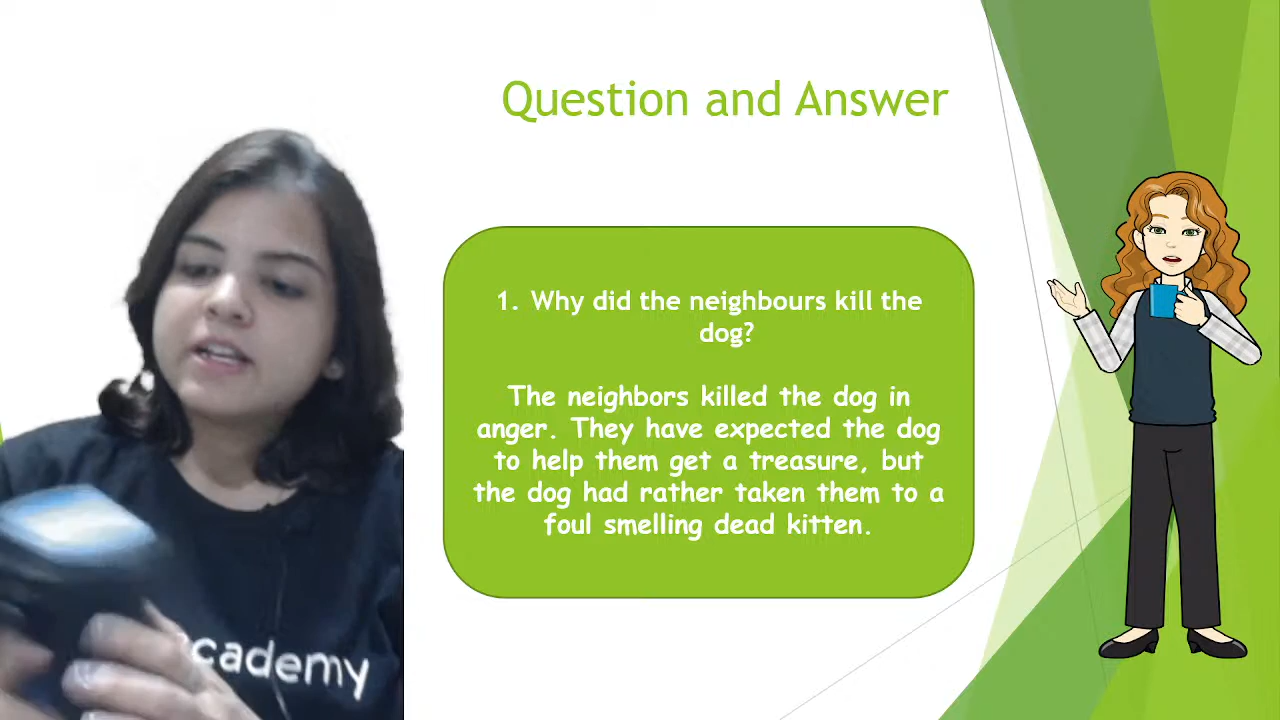 Question and Answer
1. Why did the neighbours kill the
dog?
The neighbors killed the dog in
anger. They have expected the dog
to help them get a treasure, but
the dog had rather taken them to a
foul smelling dead kitten.
cademy